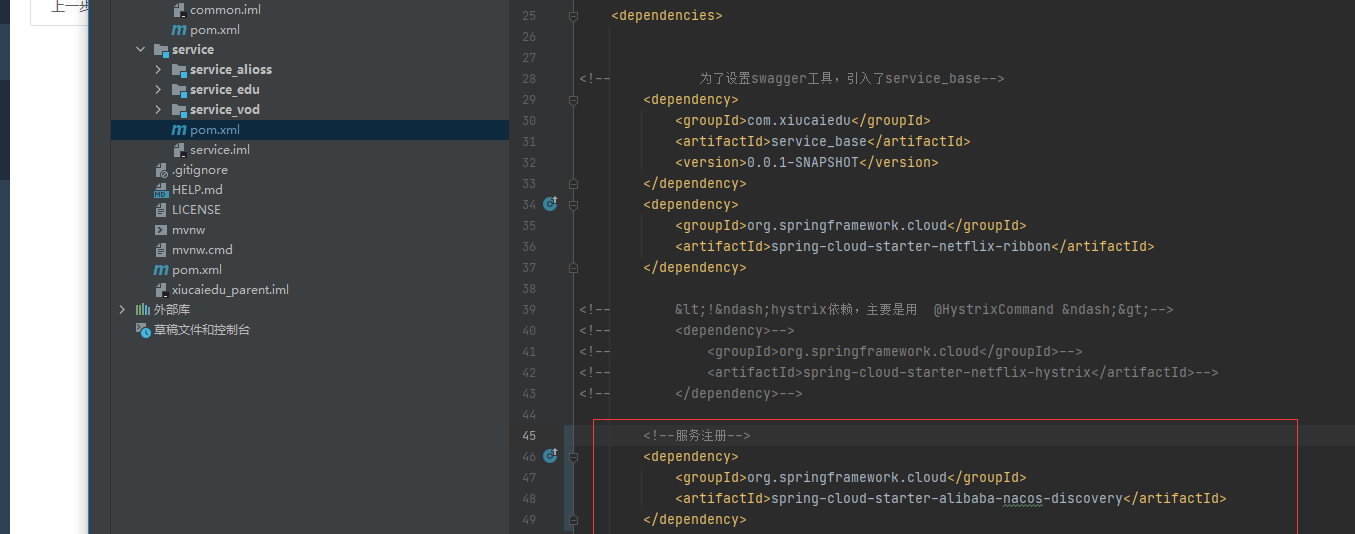 上一步
common.iml
pom.xml
service
service_alioss
service_edu
service_vod
pom.xml
service.iml
.gitignore
HELP.md
LICENSE
mvnw
mvnw.cmd
pom.xml
xiucaiedu_parent.iml
外部库
草稿文件和控制台
25 <dependencies>
26
27
28 <!-- 为了设置swagger工具，引入了service_base-->
29 <dependency>
30 <groupId>com.xiucaiedu</groupId>
31 <artifactId>service_base</artifactId>
32 <version>0.0.1-SNAPSHOT</version>
33 </dependency>
34 <dependency>
35 <groupId>org.springframework.cloud</groupId>
36 <artifactId>spring-cloud-starter-netflix-ribbon</artifactId>
37 </dependency>
38
39 <!-- &lt;!&ndash;hystrix依赖，主要是用 @HystrixCommand &ndash;&gt;-->
40 <!-- <dependency>-->
41 <!-- <groupId>org.springframework.cloud</groupId>-->
42 <!-- <artifactId>spring-cloud-starter-netflix-hystrix</artifactId>-->
43 <!-- </dependency>-->
44
45 <!--服务注册-->
46 <dependency>
47 <groupId>org.springframework.cloud</groupId>
48 <artifactId>spring-cloud-starter-alibaba-nacos-discovery</artifactId>
49 </dependency>